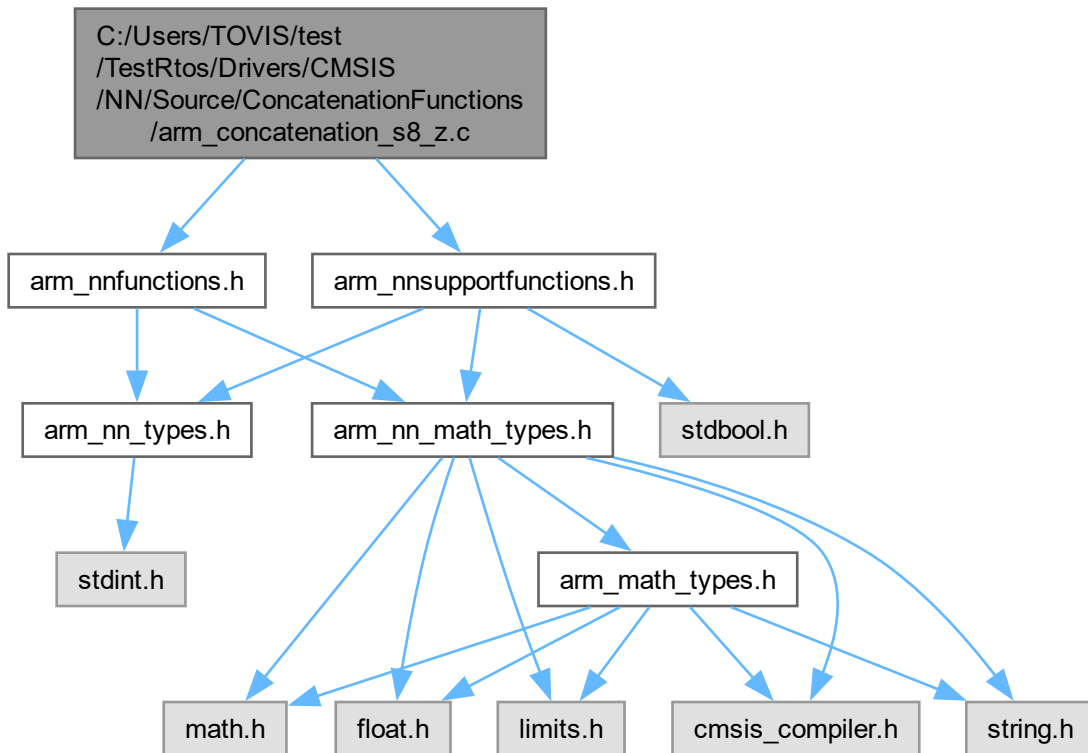 C:/Users/TOVIS/test
/TestRtos/Drivers/CMSIS
/NN/Source/ConcatenationFunctions
/arm_concatenation_s8_z.c
arm_nnfunctions.h
arm_nnsupportfunctions.h
arm_nn_types.h
arm_nn_math_types.h
stdbool.h
stdint.h
arm_math_types.h
math.h
float.h
limits.h
cmsis_compiler.h
string.h